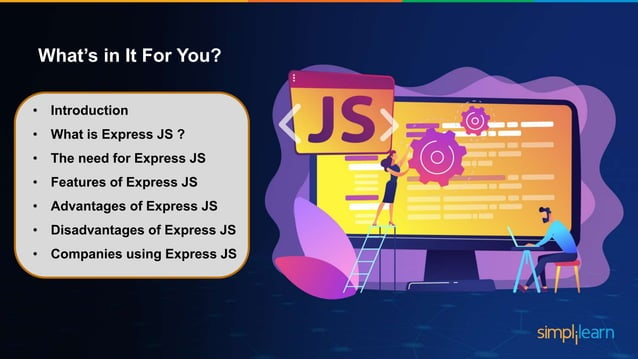 What's in It For You?
• Introduction
• What is Express JS ?
• The need for Express JS
• Features of Express JS
• Advantages of Express JS
• Disadvantages of Express JS
• Companies using Express JS
<JS>
simplilearn